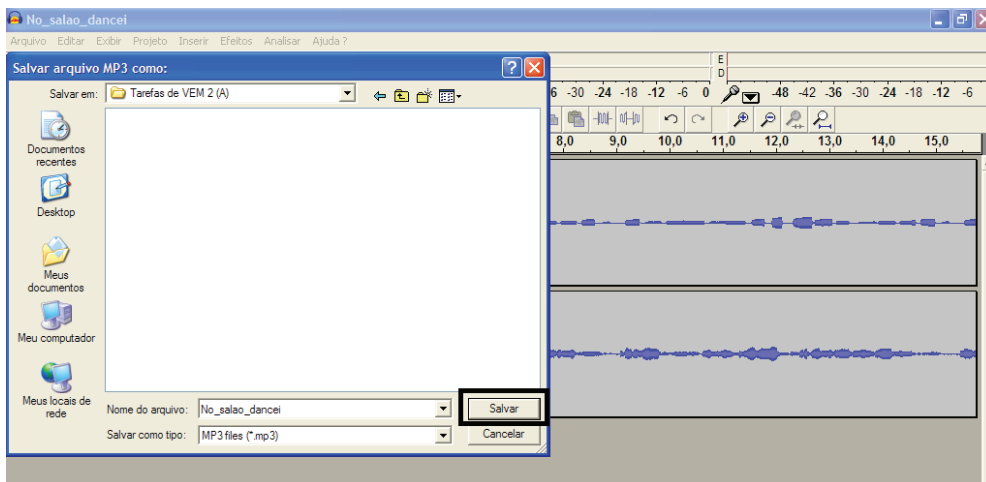 No_salao_dancei
Arquivo Editar Exibir Projeto Inserir Efeitos Analisar Ajuda ?
Salvar arquivo MP3 como:
Salvar em: Tarefas de VEM 2 (A)
Documentos recentes
Desktop
Meus documentos
Meu computador
Meus locais de rede
Nome do arquivo: No_salao_dancei
Salvar
Salvar como tipo: MP3 files (*.mp3)
Cancelar
E
D
6 -30 -24 -18 -12 -6 0
-48 -42 -36 -30 -24 -18 -12 -6
8,0 9,0 10,0 11,0 12,0 13,0 14,0 15,0